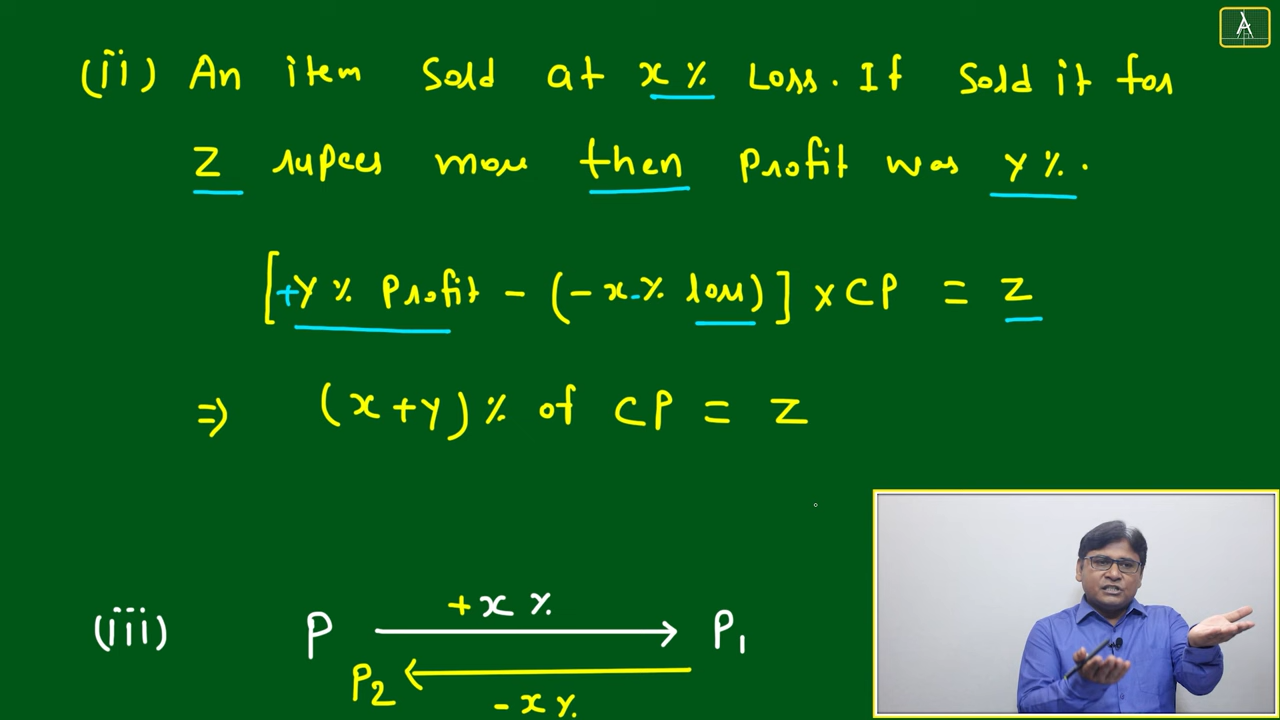 (ii) An item Sold at x % Loss. If Sold it for
Z rupees more then Profit was Y %.
[+Y % Profit - (-x % loss)] x CP = Z
⇒ (x+y) % of CP = Z
(iii) P +x % P1
P2 -x %